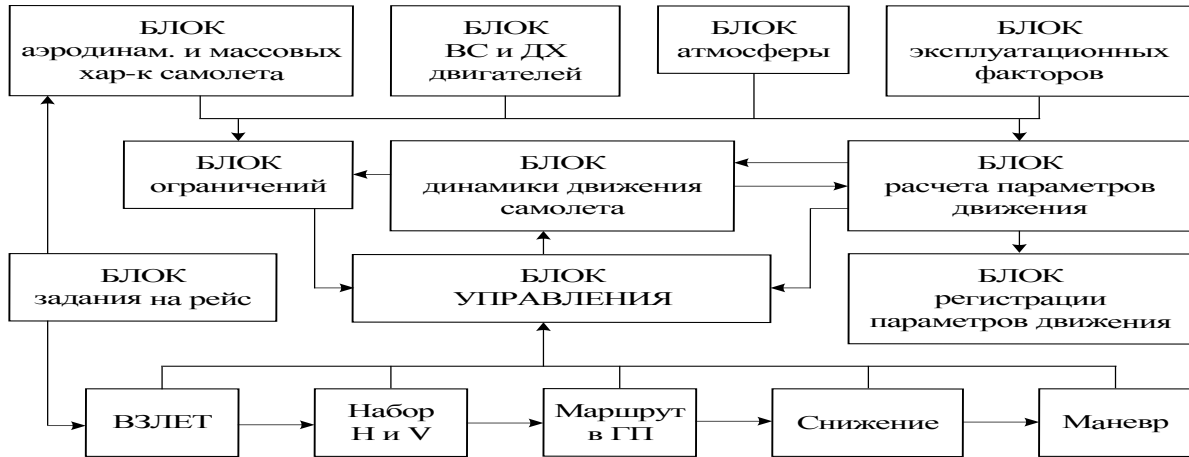 БЛОК
аэродинам. и массовых
хар-к самолета
БЛОК
ВС и ДХ
двигателей
БЛОК
атмосферы
БЛОК
эксплуатационных
факторов
БЛОК
ограничений
БЛОК
динамики движения
самолета
БЛОК
расчета параметров
движения
БЛОК
задания на рейс
БЛОК
УПРАВЛЕНИЯ
БЛОК
регистрации
параметров движения
ВЗЛЕТ
Набор
H и V
Маршрут
в ГП
Снижение
Маневр